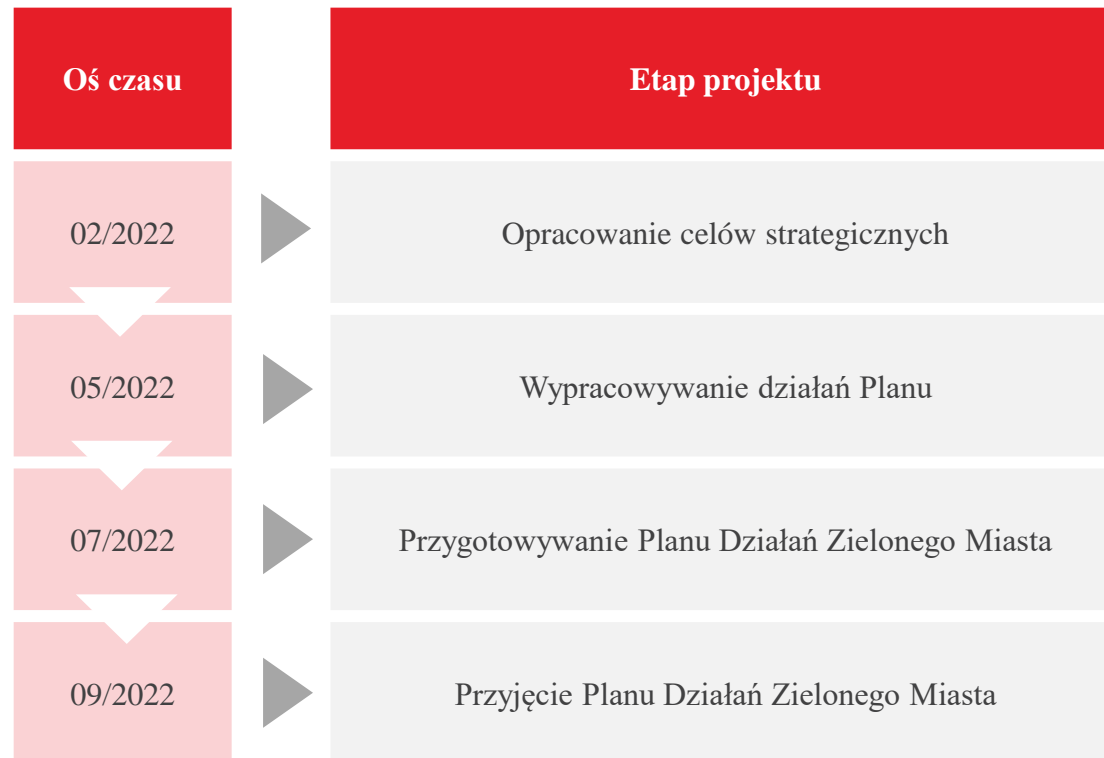 Oś czasu
Etap projektu
02/2022
Opracowanie celów strategicznych
05/2022
Wypracowywanie działań Planu
07/2022
Przygotowywanie Planu Działań Zielonego Miasta
09/2022
Przyjęcie Planu Działań Zielonego Miasta